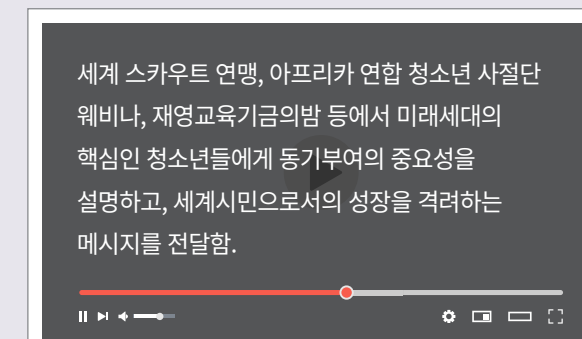 세계 스카우트 연맹, 아프리카 연합 청소년 사절단
웨비나, 재영교육기금의밤 등에서 미래세대의
핵심인 청소년들에게 동기부여의 중요성을
설명하고, 세계시민으로서의 성장을 격려하는
메시지를 전달함.